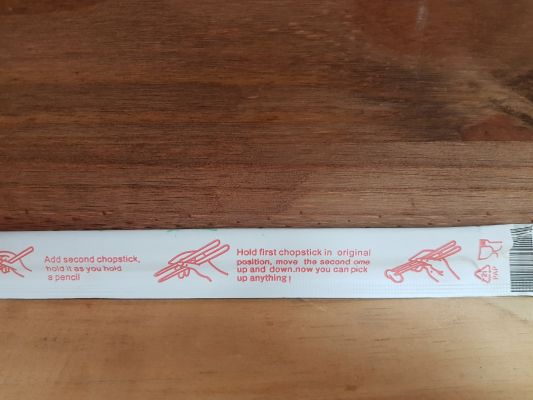 Add second chopstick,
hold it as you hold
a pencil
Hold first chopstick in original
position, move the second one
up and down.now you can pick
up anything!
PAP